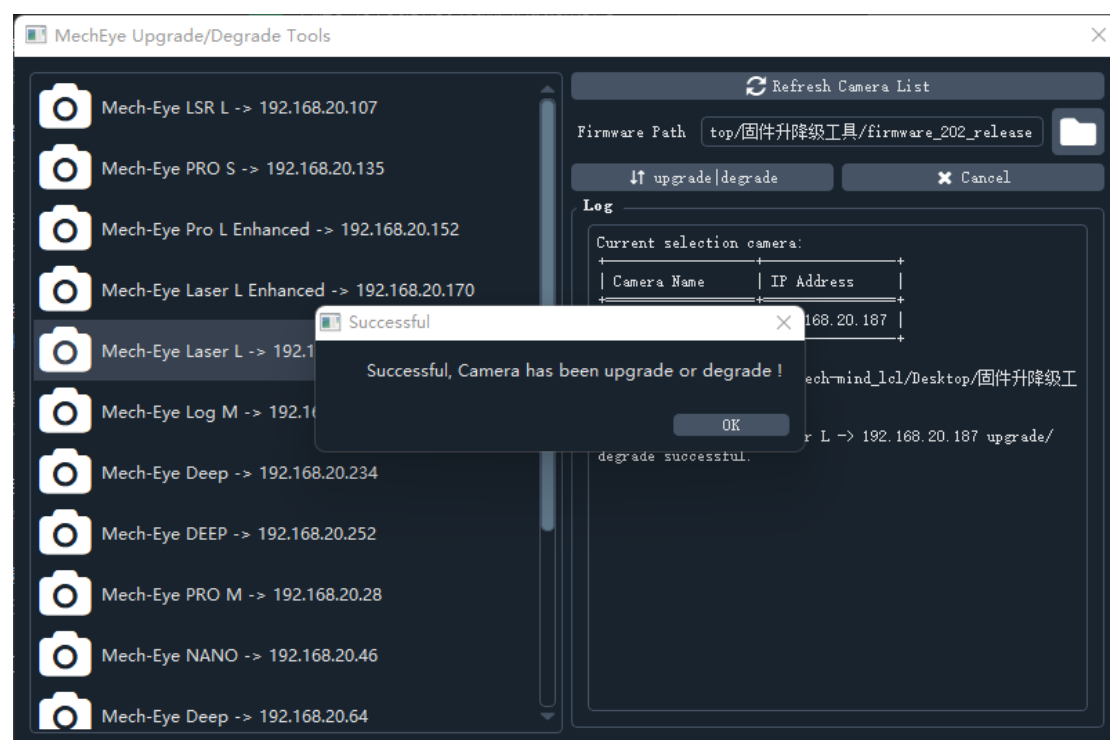 MechEye Upgrade/Degrade Tools
Mech-Eye LSR L -> 192.168.20.107
Mech-Eye PRO S -> 192.168.20.135
Mech-Eye Pro L Enhanced -> 192.168.20.152
Mech-Eye Laser L Enhanced -> 192.168.20.170
Mech-Eye Laser L -> 192.1
Mech-Eye Log M -> 192.16
Mech-Eye Deep -> 192.168.20.234
Mech-Eye DEEP -> 192.168.20.252
Mech-Eye PRO M -> 192.168.20.28
Mech-Eye NANO -> 192.168.20.46
Mech-Eye Deep -> 192.168.20.64
Refresh Camera List
Firmware Path top/固件升降级工具/firmware_202_release
upgrade|degrade Cancel
Log
Current selection camera:
Camera Name | IP Address
168.20.187
ech-mind_lcl/Desktop/固件升降级工
r L -> 192.168.20.187 upgrade/
degrade successful.
Successful
Successful, Camera has been upgrade or degrade !
OK